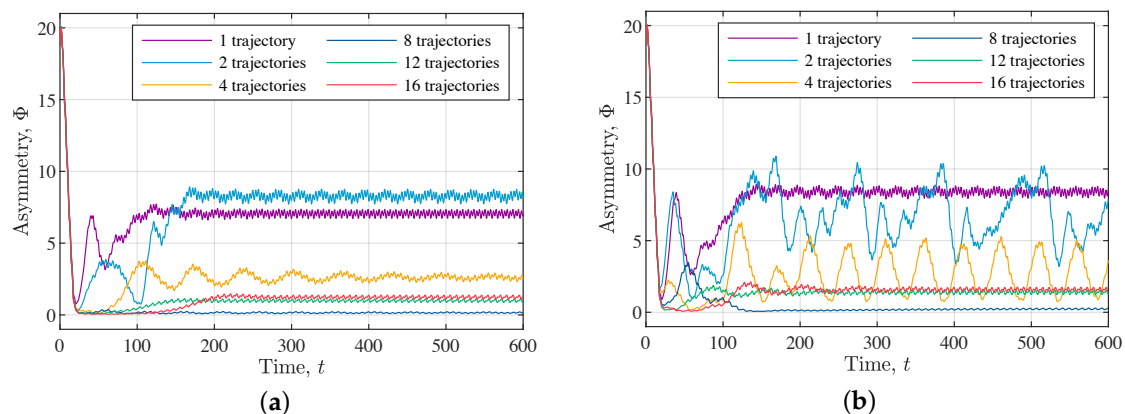 20
15
10
5
0
Asymmetry, Φ
1 trajectory
2 trajectories
4 trajectories
8 trajectories
12 trajectories
16 trajectories
0 100 200 300 400 500 600
Time, t
(a)
20
15
10
5
0
Asymmetry, Φ
1 trajectory
2 trajectories
4 trajectories
8 trajectories
12 trajectories
16 trajectories
0 100 200 300 400 500 600
Time, t
(b)